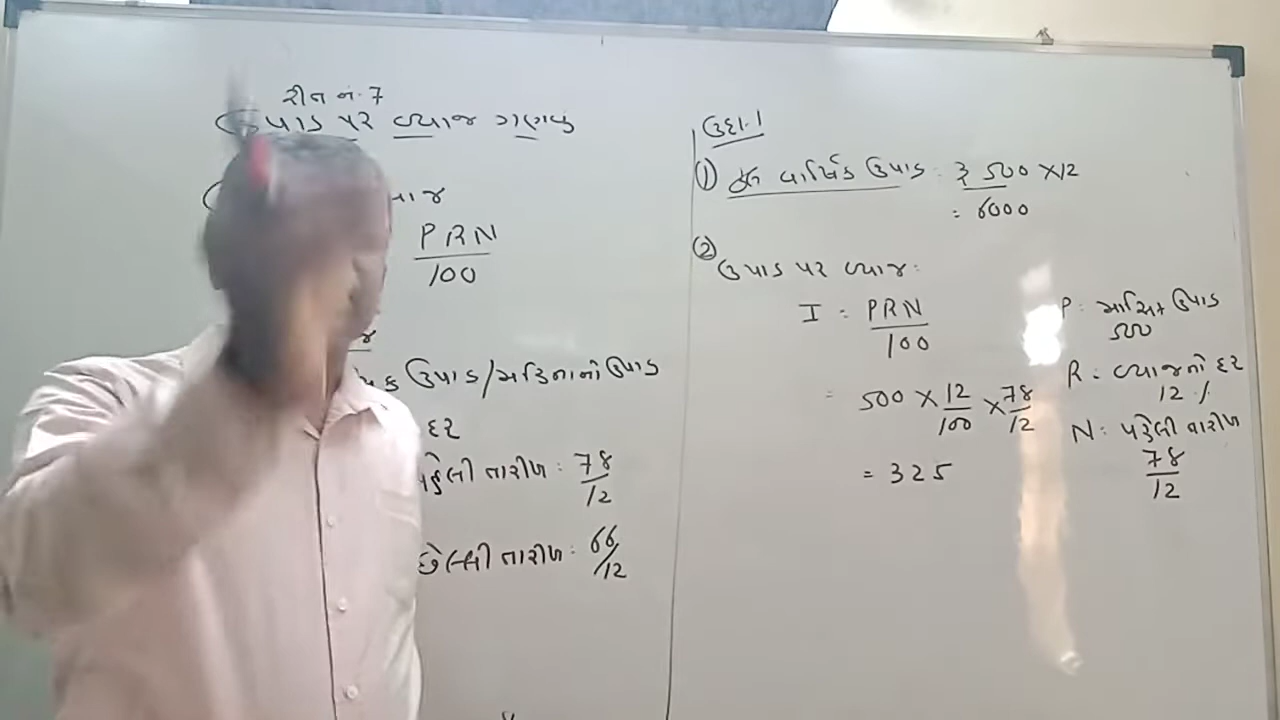 રીત નં. 7
ઉપાડ પર વ્યાજ ગણવું
PRN
100
ઉપાડ/મહિનાનો ઉપાડ
દર
પહેલી તારીખ : 78
12
છેલ્લી તારીખ : 66/12
ઉદા. 1
(1) કુલ વાર્ષિક ઉપાડ : ₹ 500 × 12
= 6000
(2) ઉપાડ પર વ્યાજ :
I : PRN
100
= 500 × 12/100 × 78/12
= 325
P : માસિક ઉપાડ
500
R : વ્યાજનો દર
12 %
N : પહેલી તારીખ
78
12